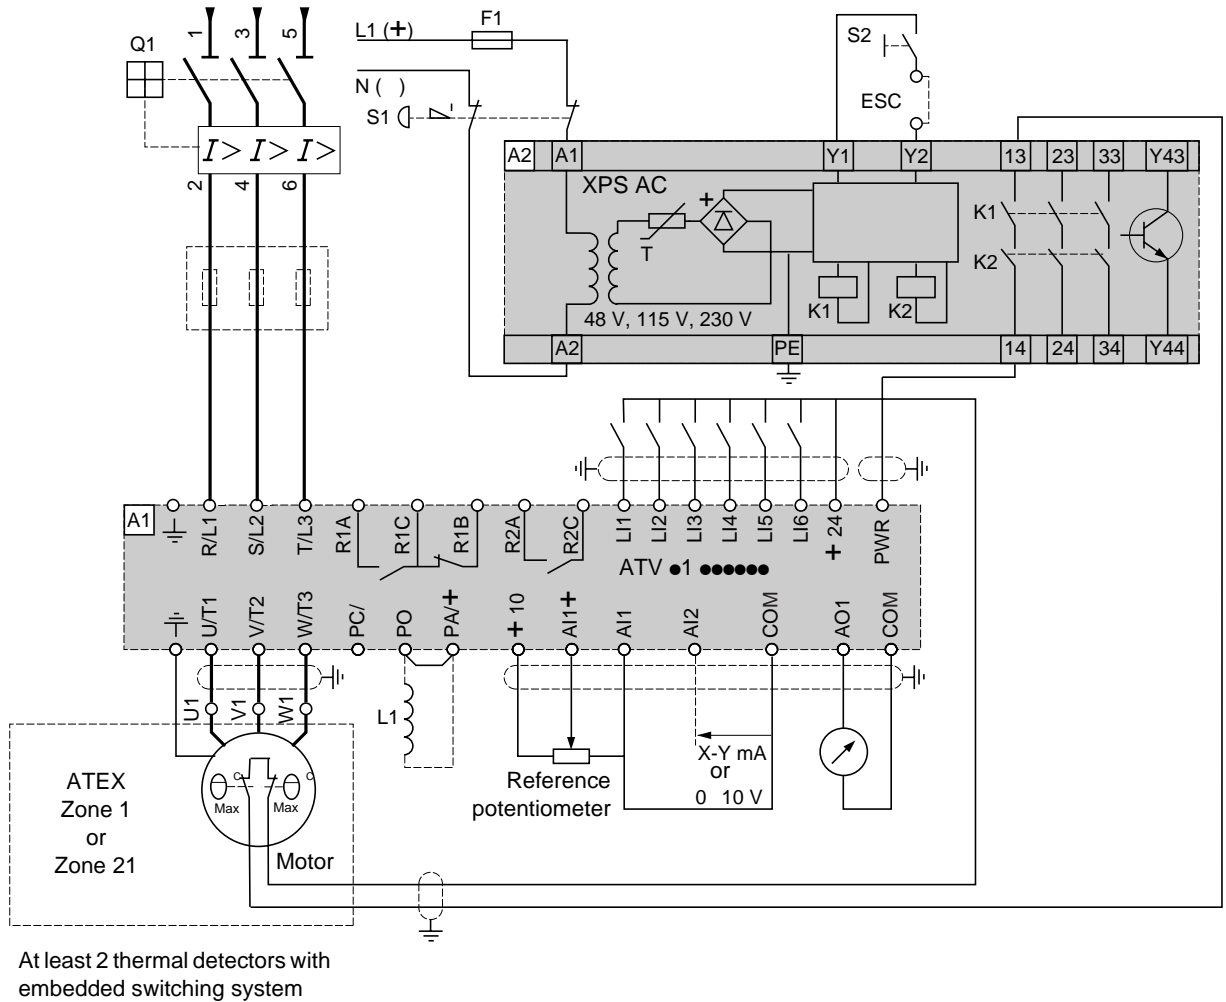 1
3
5
Q1
I> I> I>
2
4
6
L1 (+)
F1
N ( )
S1
S2
ESC
A2 A1 Y1 Y2 13 23 33 Y43
XPS AC
+
T
K1
K2
K1
K2
48 V, 115 V, 230 V
A2 PE 14 24 34 Y44
A1
R/L1
S/L2
T/L3
R1A
R1C
R1B
R2A
R2C
LI1
LI2
LI3
LI4
LI5
LI6
+ 24
PWR
ATV ●1 ●●●●●●
U/T1
V/T2
W/T3
PC/
PO
PA/+
+ 10
AI1+
AI1
AI2
COM
AO1
COM
U1
V1
W1
L1
X-Y mA
or
0 10 V
Reference
potentiometer
ATEX
Zone 1
or
Zone 21
Max
Max
Motor
At least 2 thermal detectors with
embedded switching system